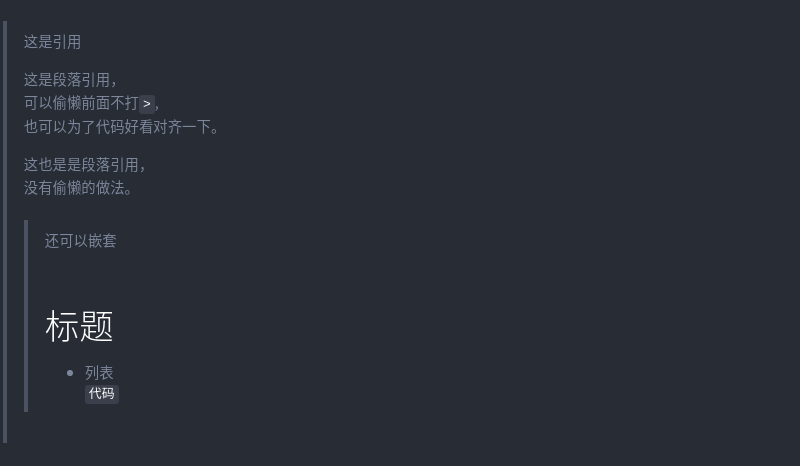 这是引用
这是段落引用，
可以偷懒前面不打>，
也可以为了代码好看对齐一下。
这也是是段落引用，
没有偷懒的做法。
还可以嵌套
标题
列表
代码